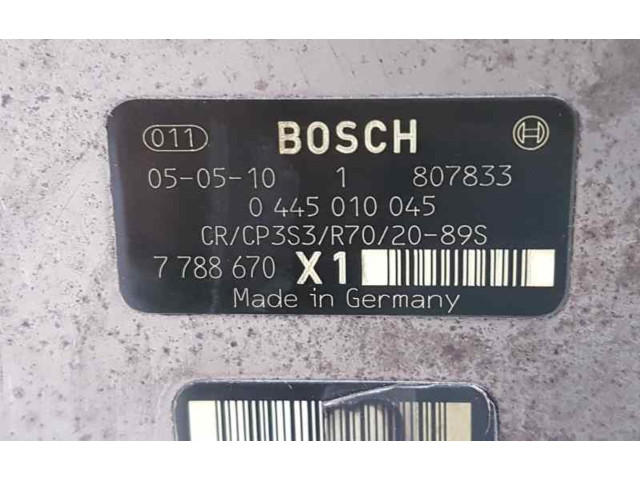 011 BOSCH
05-05-10 1 807833
0 445 010 045
CR/CP3S3/R70/20-89S
7 788 670 X1
Made in Germany